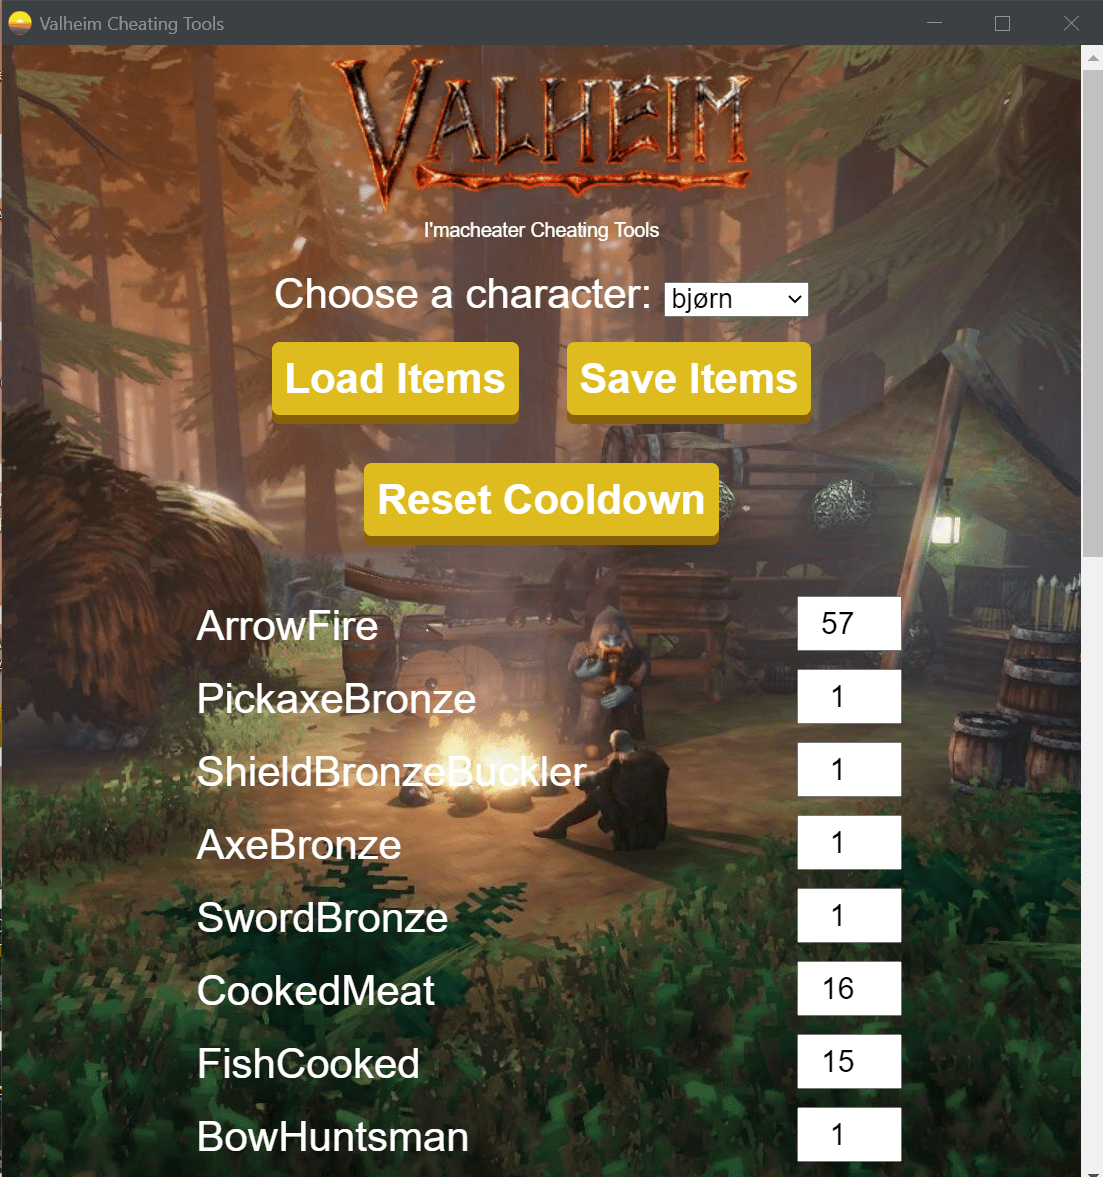 Valheim Cheating Tools
VALHEIM
I'macheater Cheating Tools
Choose a character: bjørn
Load Items Save Items
Reset Cooldown
ArrowFire 57
PickaxeBronze 1
ShieldBronzeBuckler 1
AxeBronze 1
SwordBronze 1
CookedMeat 16
FishCooked 15
BowHuntsman 1